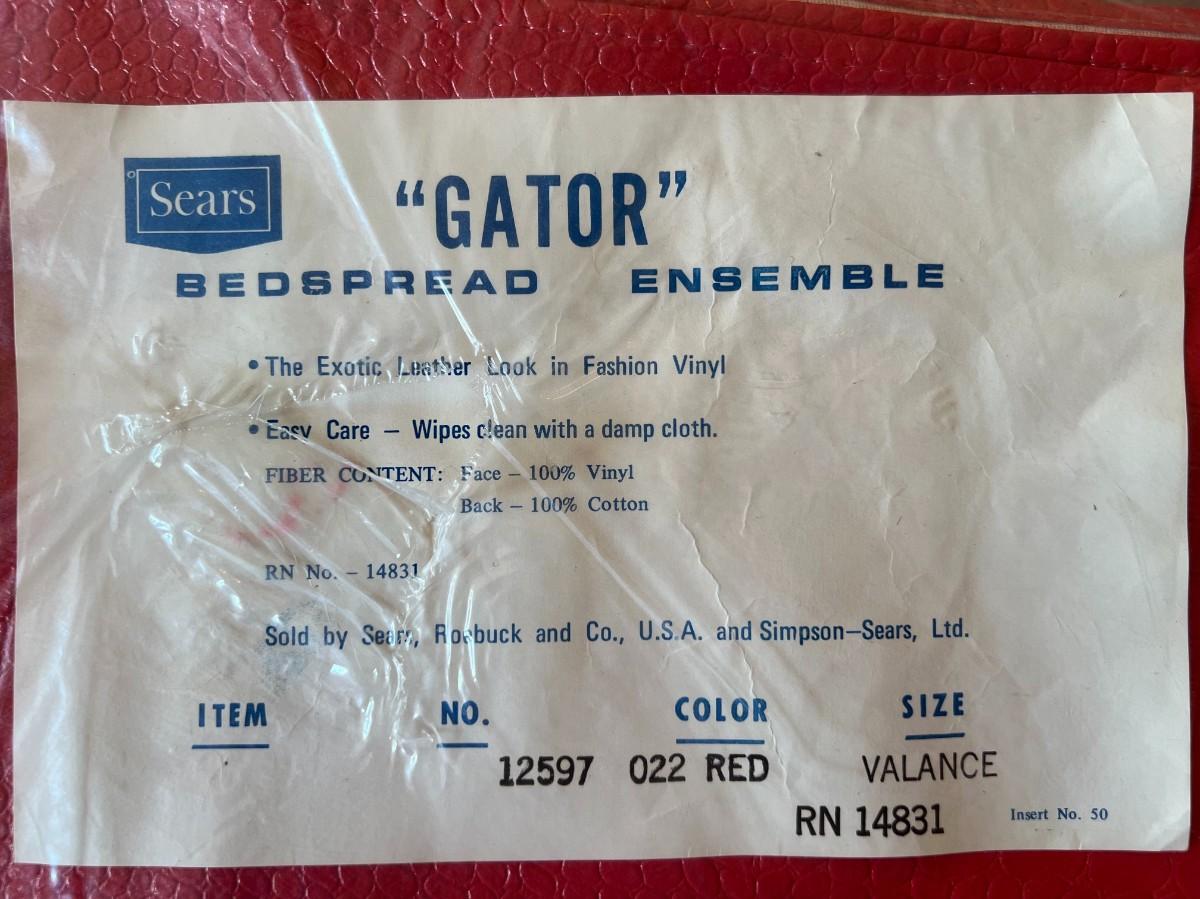 Sears
“GATOR”
BEDSPREAD ENSEMBLE
• The Exotic Leather Look in Fashion Vinyl
• Easy Care – Wipes clean with a damp cloth.
FIBER CONTENT: Face – 100% Vinyl
Back – 100% Cotton
RN No. – 14831
Sold by Sears, Roebuck and Co., U.S.A. and Simpson–Sears, Ltd.
ITEM NO. COLOR SIZE
12597 022 RED VALANCE
RN 14831 Insert No. 50